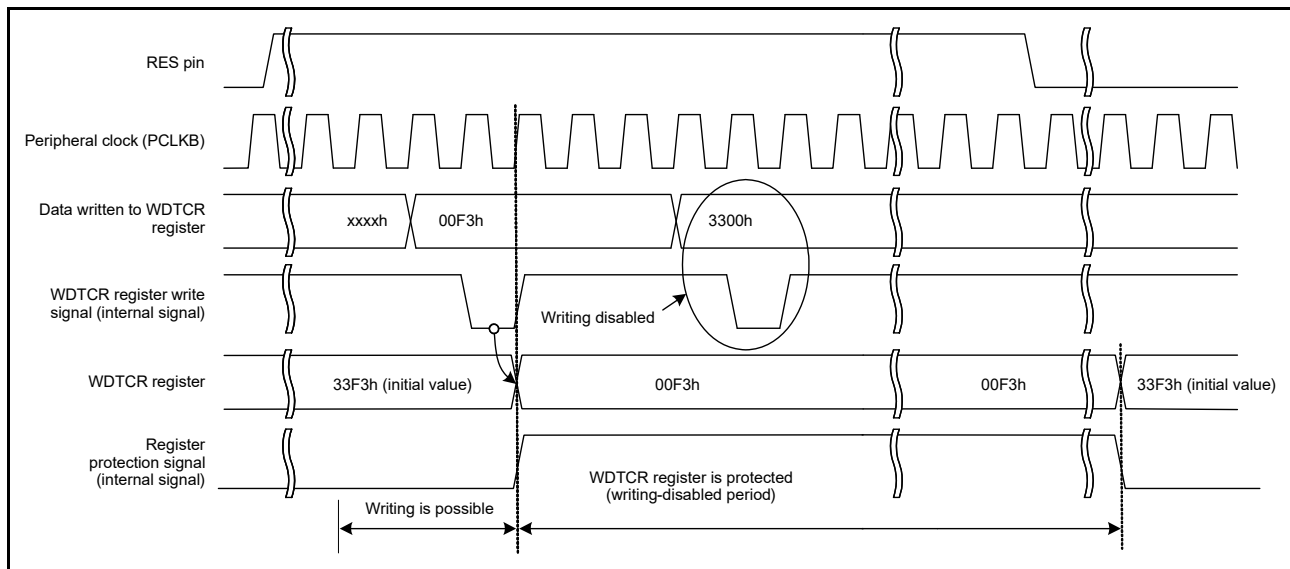 RES pin
Peripheral clock (PCLKB)
Data written to WDTCR
register
xxxxh
00F3h
3300h
WDTCR register write
signal (internal signal)
Writing disabled
WDTCR register
33F3h (initial value)
00F3h
00F3h
33F3h (initial value)
Register
protection signal
(internal signal)
WDTCR register is protected
(writing-disabled period)
Writing is possible